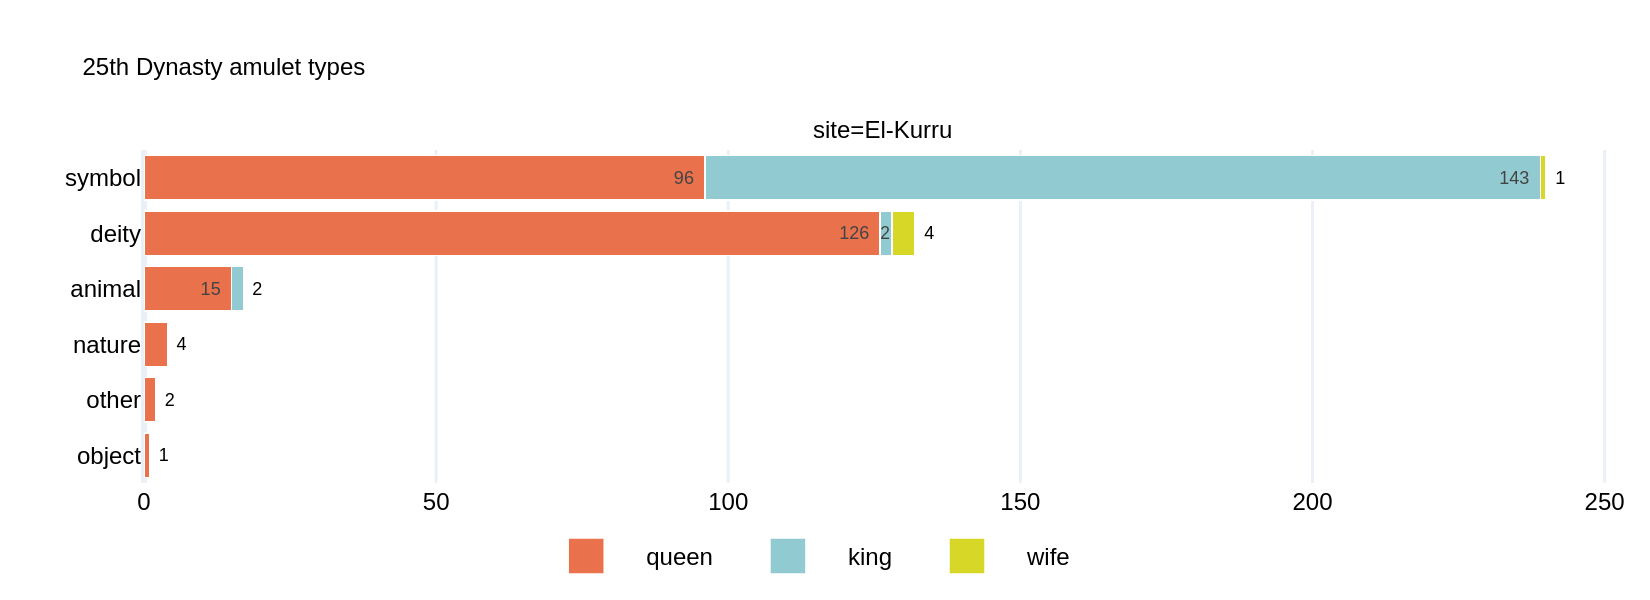 25th Dynasty amulet types
site=El-Kurru
symbol 96 143 1
deity 126 2 4
animal 15 2
nature 4
other 2
object 1
0 50 100 150 200 250
queen king wife